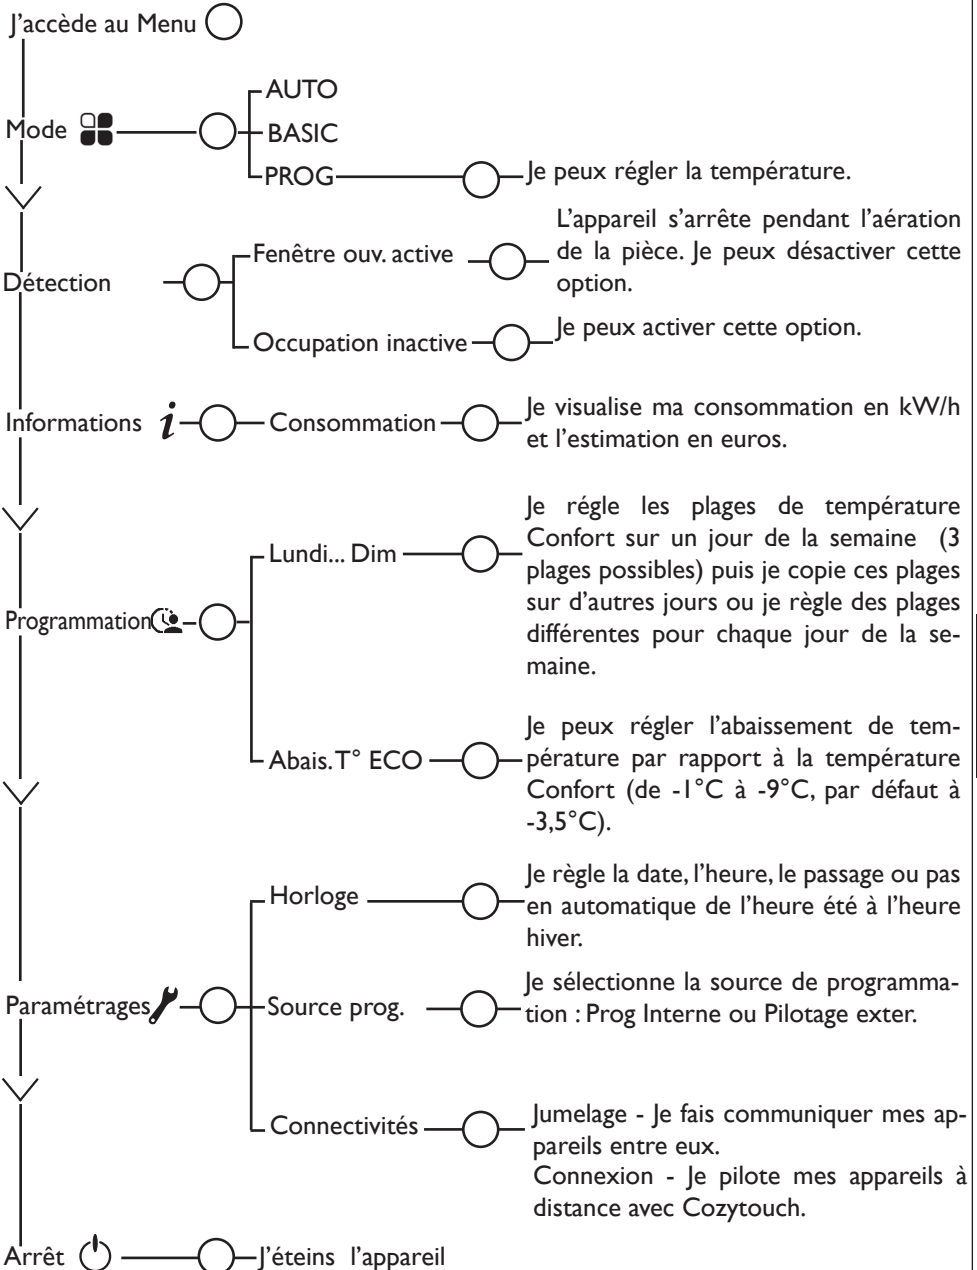 J'accède au Menu
AUTO
Mode
BASIC
PROG
Je peux régler la température.
L'appareil s'arrête pendant l'aération
de la pièce. Je peux désactiver cette
option.
Fenêtre ouv. active
Détection
Occupation inactive
Je peux activer cette option.
Informations i
Consommation
Je visualise ma consommation en kW/h
et l'estimation en euros.
Lundi... Dim
Je régle les plages de température
Confort sur un jour de la semaine (3
plages possibles) puis je copie ces plages
sur d'autres jours ou je règle des plages
différentes pour chaque jour de la se-
maine.
Programmation
Abais. T° ECO
Je peux régler l'abaissement de tem-
pérature par rapport à la température
Confort (de -1°C à -9°C, par défaut à
-3,5°C).
Horloge
Je règle la date, l'heure, le passage ou pas
en automatique de l'heure été à l'heure
hiver.
Paramétrages
Source prog.
Je sélectionne la source de programma-
tion : Prog Interne ou Pilotage exter.
Connectivités
Jumelage - Je fais communiquer mes ap-
pareils entre eux.
Connexion - Je pilote mes appareils à
distance avec Cozytouch.
Arrêt
J'éteins l'appareil